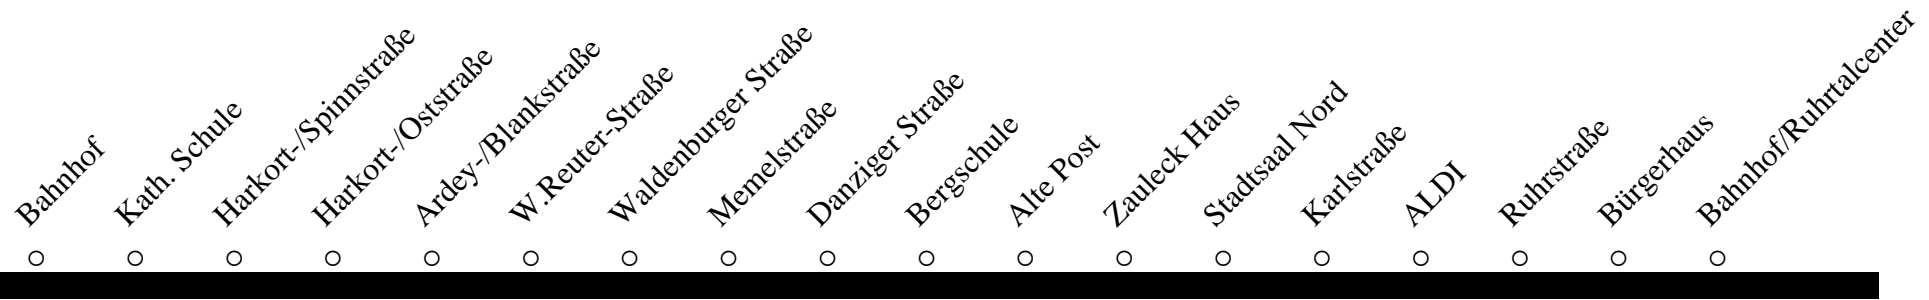 Bahnhof
Kath. Schule
Harkort-/Spinnstraße
Harkort-/Oststraße
Ardey-/Blankstraße
W.Reuter-Straße
Waldenburger Straße
Memelstraße
Danziger Straße
Bergschule
Alte Post
Zauleck Haus
Stadtsaal Nord
Karlstraße
ALDI
Ruhrstraße
Bürgerhaus
Bahnhof/Ruhrtalcenter